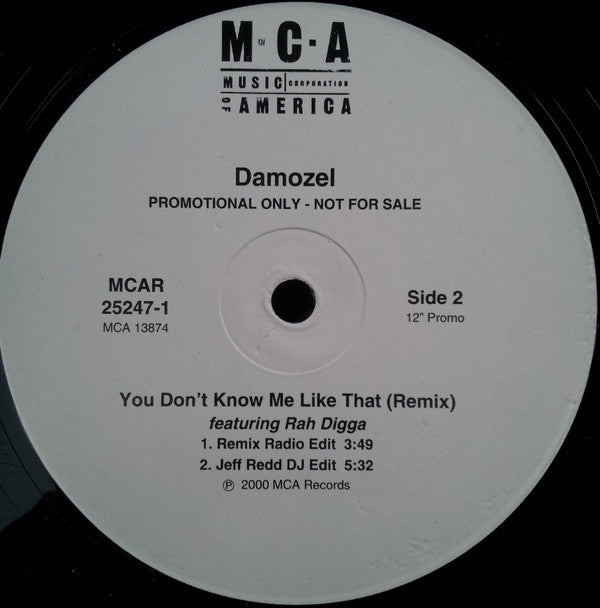 M·C·A
MUSIC CORPORATION
OF AMERICA
Damozel
PROMOTIONAL ONLY - NOT FOR SALE
MCAR
25247-1
MCA 13874
Side 2
12" Promo
You Don't Know Me Like That (Remix)
featuring Rah Digga
1. Remix Radio Edit 3:49
2. Jeff Redd DJ Edit 5:32
℗ 2000 MCA Records